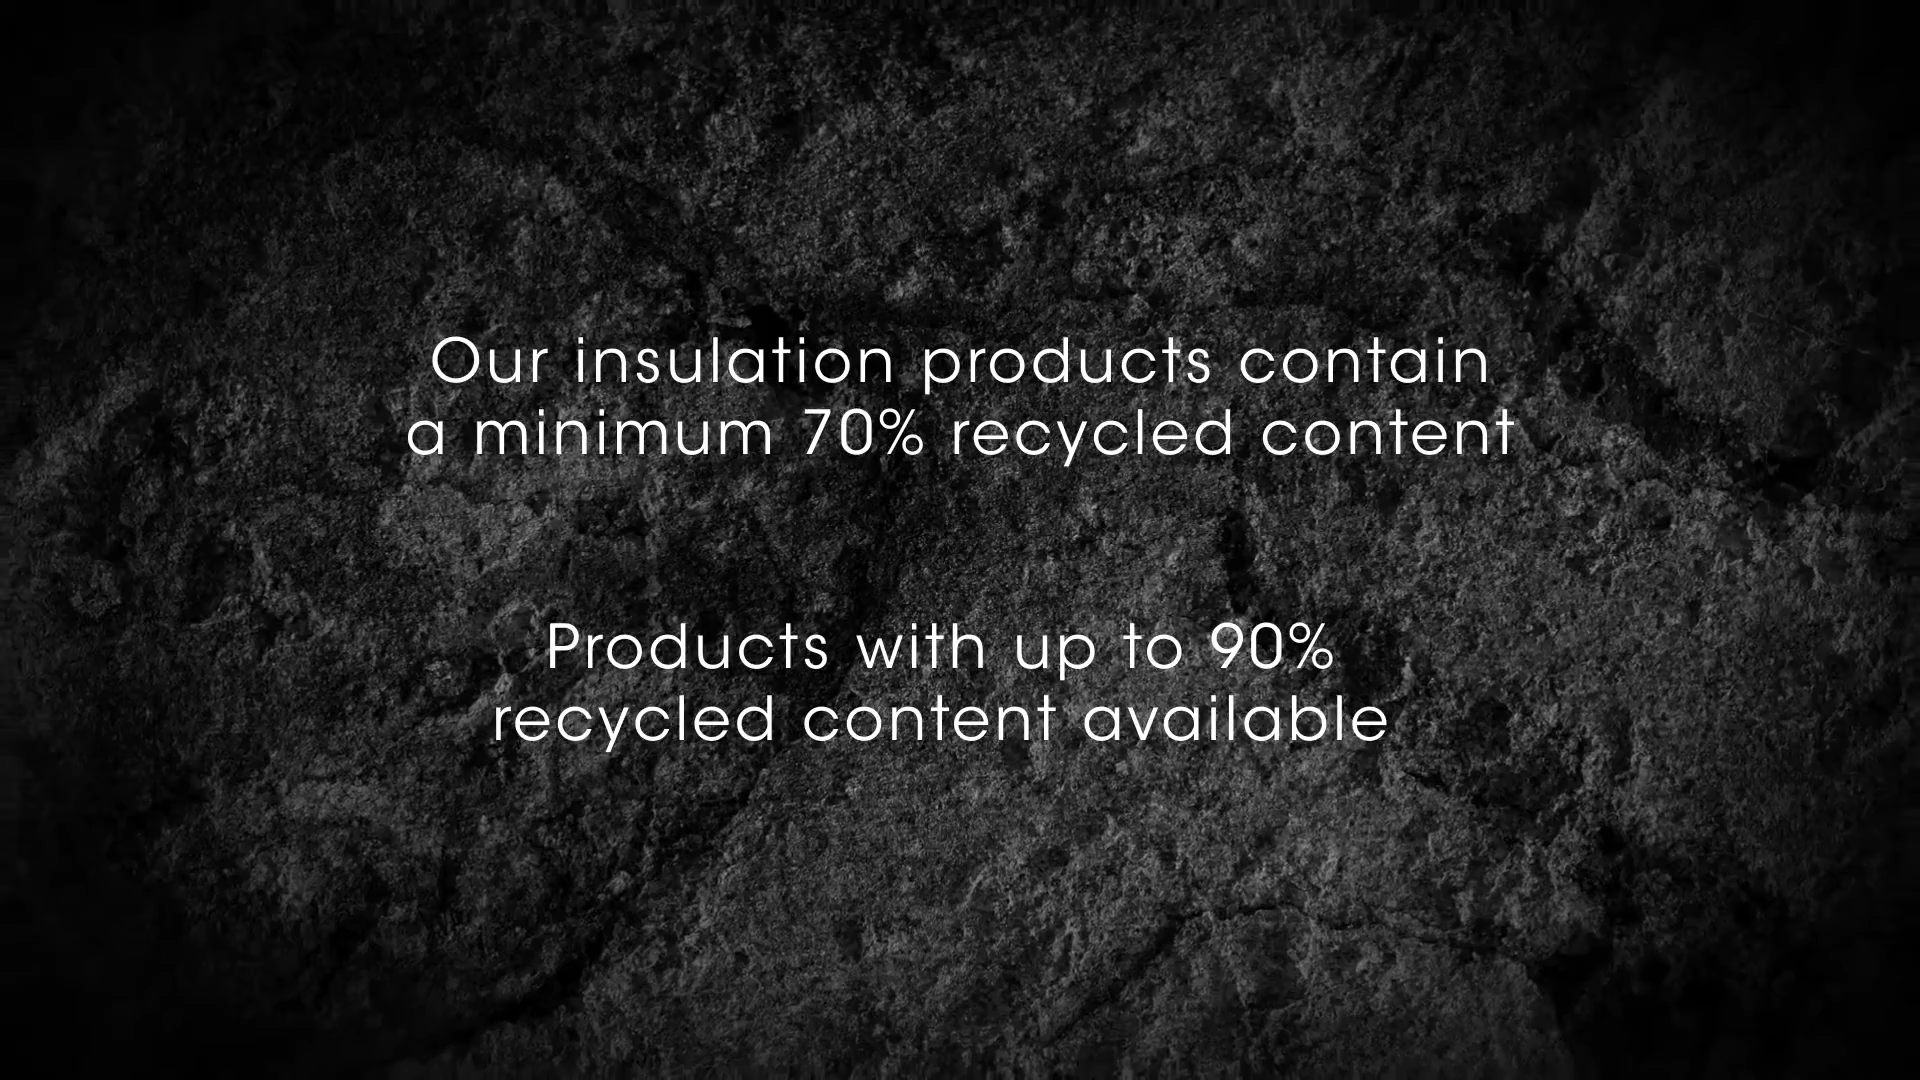 Our insulation products contain
a minimum 70% recycled content
Products with up to 90%
recycled content available